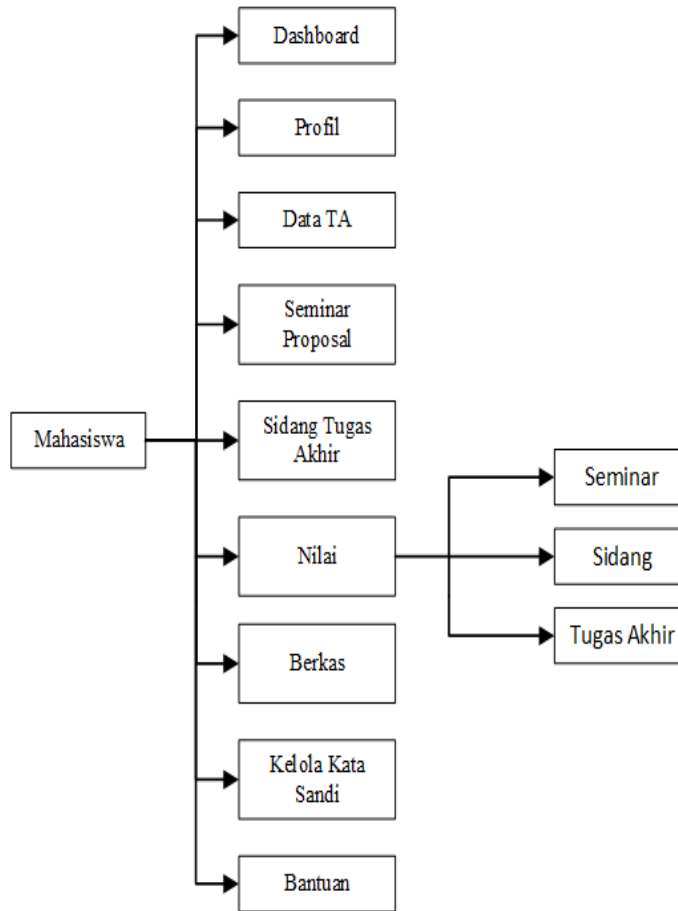 Dashboard
Profil
Data TA
Seminar
Proposal
Mahasiswa
Sidang Tugas
Akhir
Nilai
Berkas
Kelola Kata
Sandi
Bantuan
Seminar
Sidang
Tugas Akhir